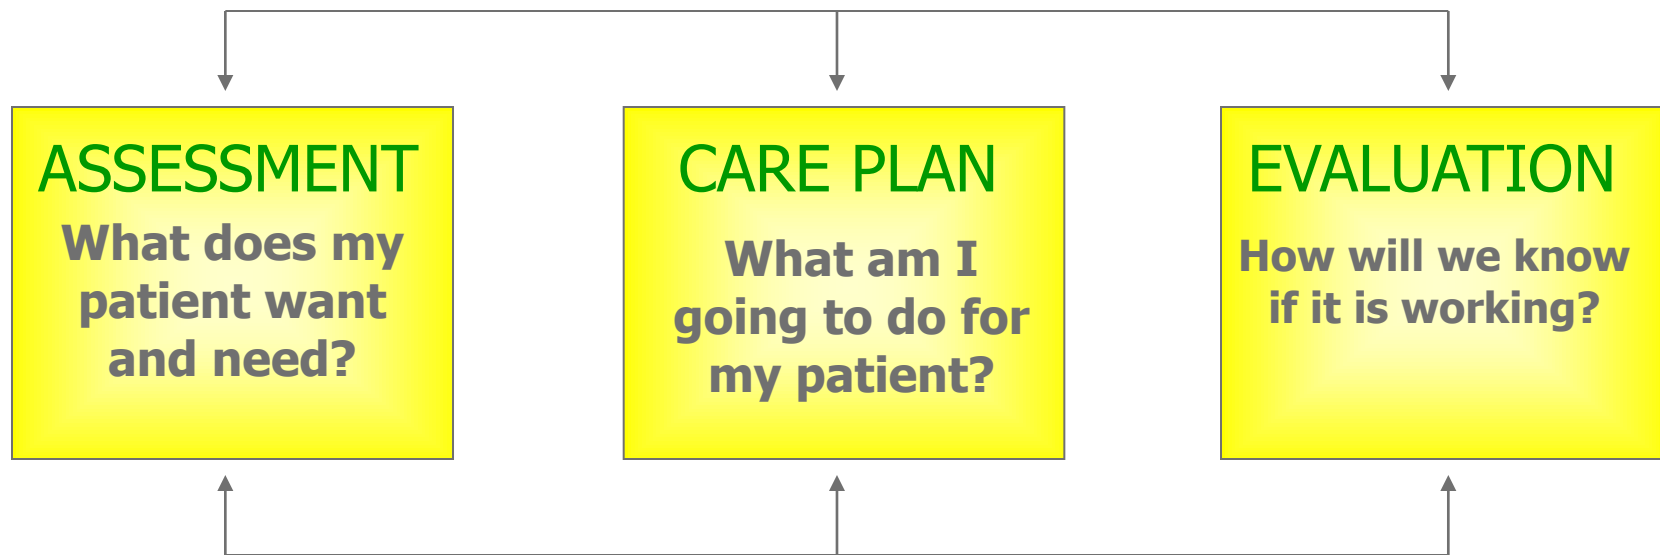 ASSESSMENT
What does my
patient want
and need?
CARE PLAN
What am I
going to do for
my patient?
EVALUATION
How will we know
if it is working?